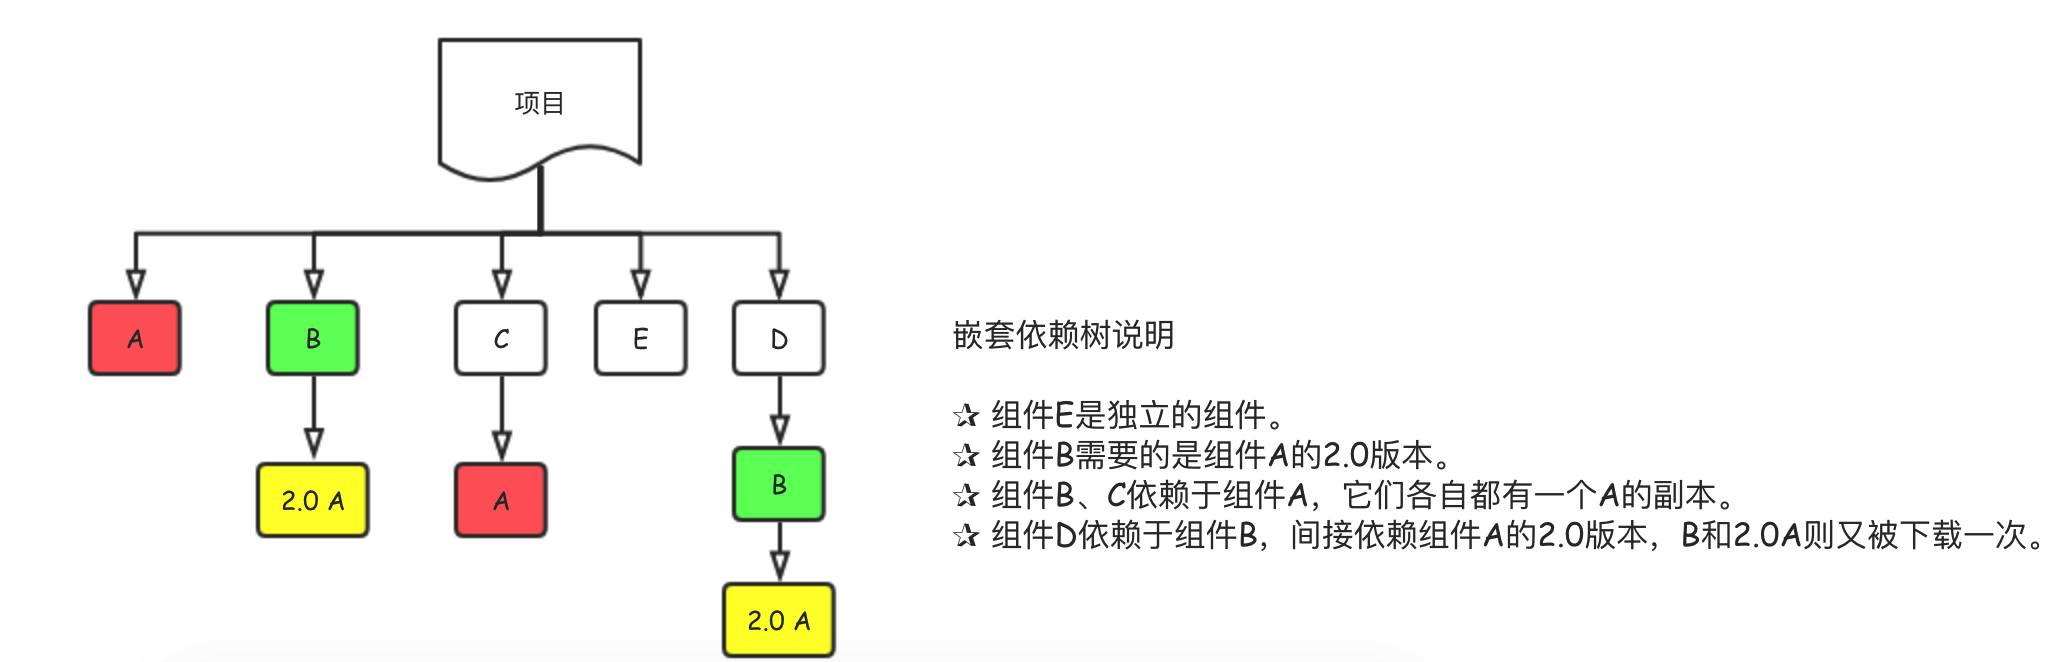 项目
A
B
C
E
D
2.0 A
A
B
2.0 A
嵌套依赖树说明
✰ 组件E是独立的组件。
✰ 组件B需要的是组件A的2.0版本。
✰ 组件B、C依赖于组件A，它们各自都有一个A的副本。
✰ 组件D依赖于组件B，间接依赖组件A的2.0版本，B和2.0A则又被下载一次。